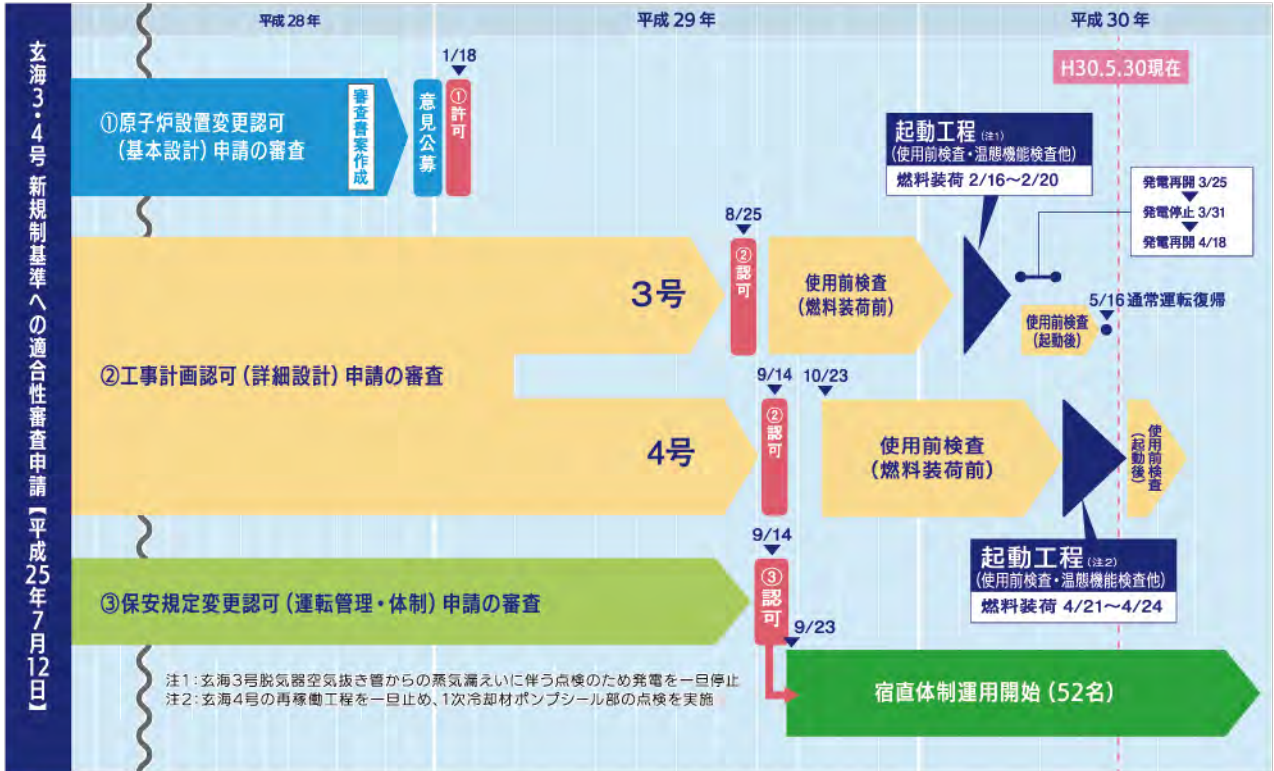 玄海3・4号 新規制基準への適合性審査申請【平成25年7月12日】
平成28年
平成29年
平成30年
H30.5.30現在
①原子炉設置変更認可
(基本設計)申請の審査
審査書案作成
意見公募
1/18
①許可
②工事計画認可(詳細設計)申請の審査
3号
8/25
②認可
使用前検査
(燃料装荷前)
起動工程(注1)
(使用前検査・温態機能検査他)
燃料装荷 2/16～2/20
発電再開 3/25
発電停止 3/31
発電再開 4/18
使用前検査
(起動後)
5/16 通常運転復帰
4号
9/14
②認可
10/23
使用前検査
(燃料装荷前)
起動工程(注2)
(使用前検査・温態機能検査他)
燃料装荷 4/21～4/24
使用前検査
(起動後)
③保安規定変更認可(運転管理・体制)申請の審査
9/14
③認可
9/23
宿直体制運用開始(52名)
注1：玄海3号脱気器空気抜き管からの蒸気漏えいに伴う点検のため発電を一旦停止
注2：玄海4号の再稼働工程を一旦止め、1次冷却材ポンプシール部の点検を実施